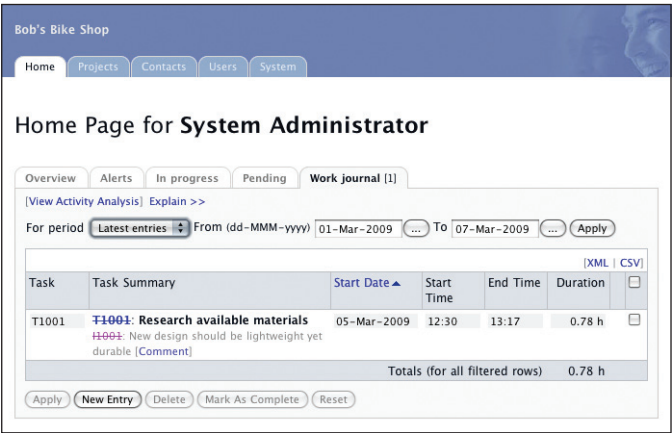 Bob's Bike Shop
Home Projects Contacts Users System
Home Page for System Administrator
Overview Alerts In progress Pending Work journal [1]
[View Activity Analysis] Explain >>
For period Latest entries From (dd-MMM-yyyy) 01-Mar-2009 ... To 07-Mar-2009 ... Apply
[XML | CSV]
Task Task Summary Start Date Start Time End Time Duration
T1001 T1001: Research available materials 05-Mar-2009 12:30 13:17 0.78 h
I1001: New design should be lightweight yet
durable [Comment]
Totals (for all filtered rows) 0.78 h
Apply New Entry Delete Mark As Complete Reset